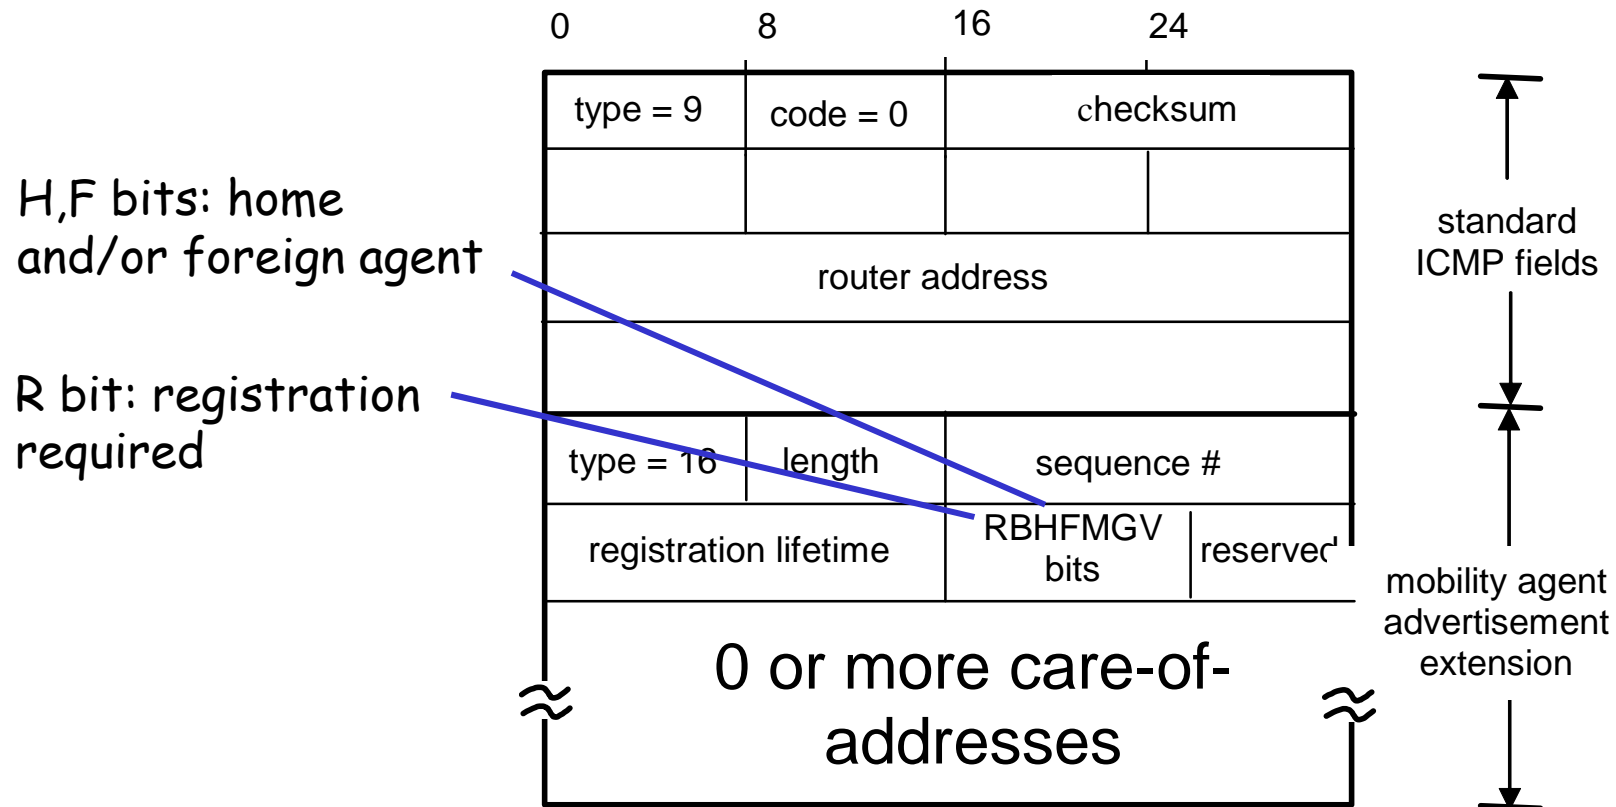 0 8 16 24
type = 9 code = 0 checksum
H,F bits: home
and/or foreign agent
standard
ICMP fields
router address
R bit: registration
required
type = 16 length sequence #
registration lifetime RBHFMGV
bits reserved
mobility agent
advertisement
extension
0 or more care-of-
addresses